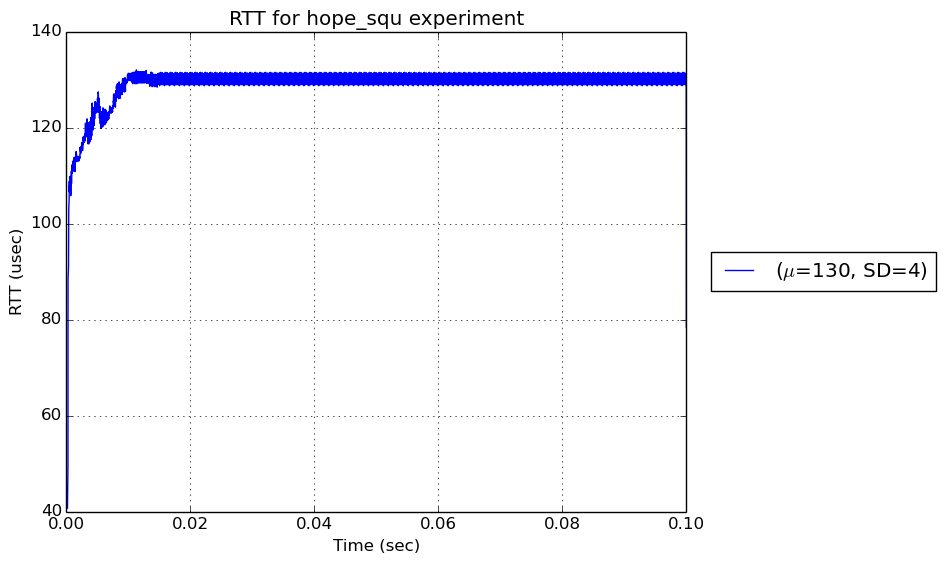 RTT for hope_squ experiment
140
120
100
80
60
40
RTT (usec)
0.00 0.02 0.04 0.06 0.08 0.10
Time (sec)
(μ=130, SD=4)